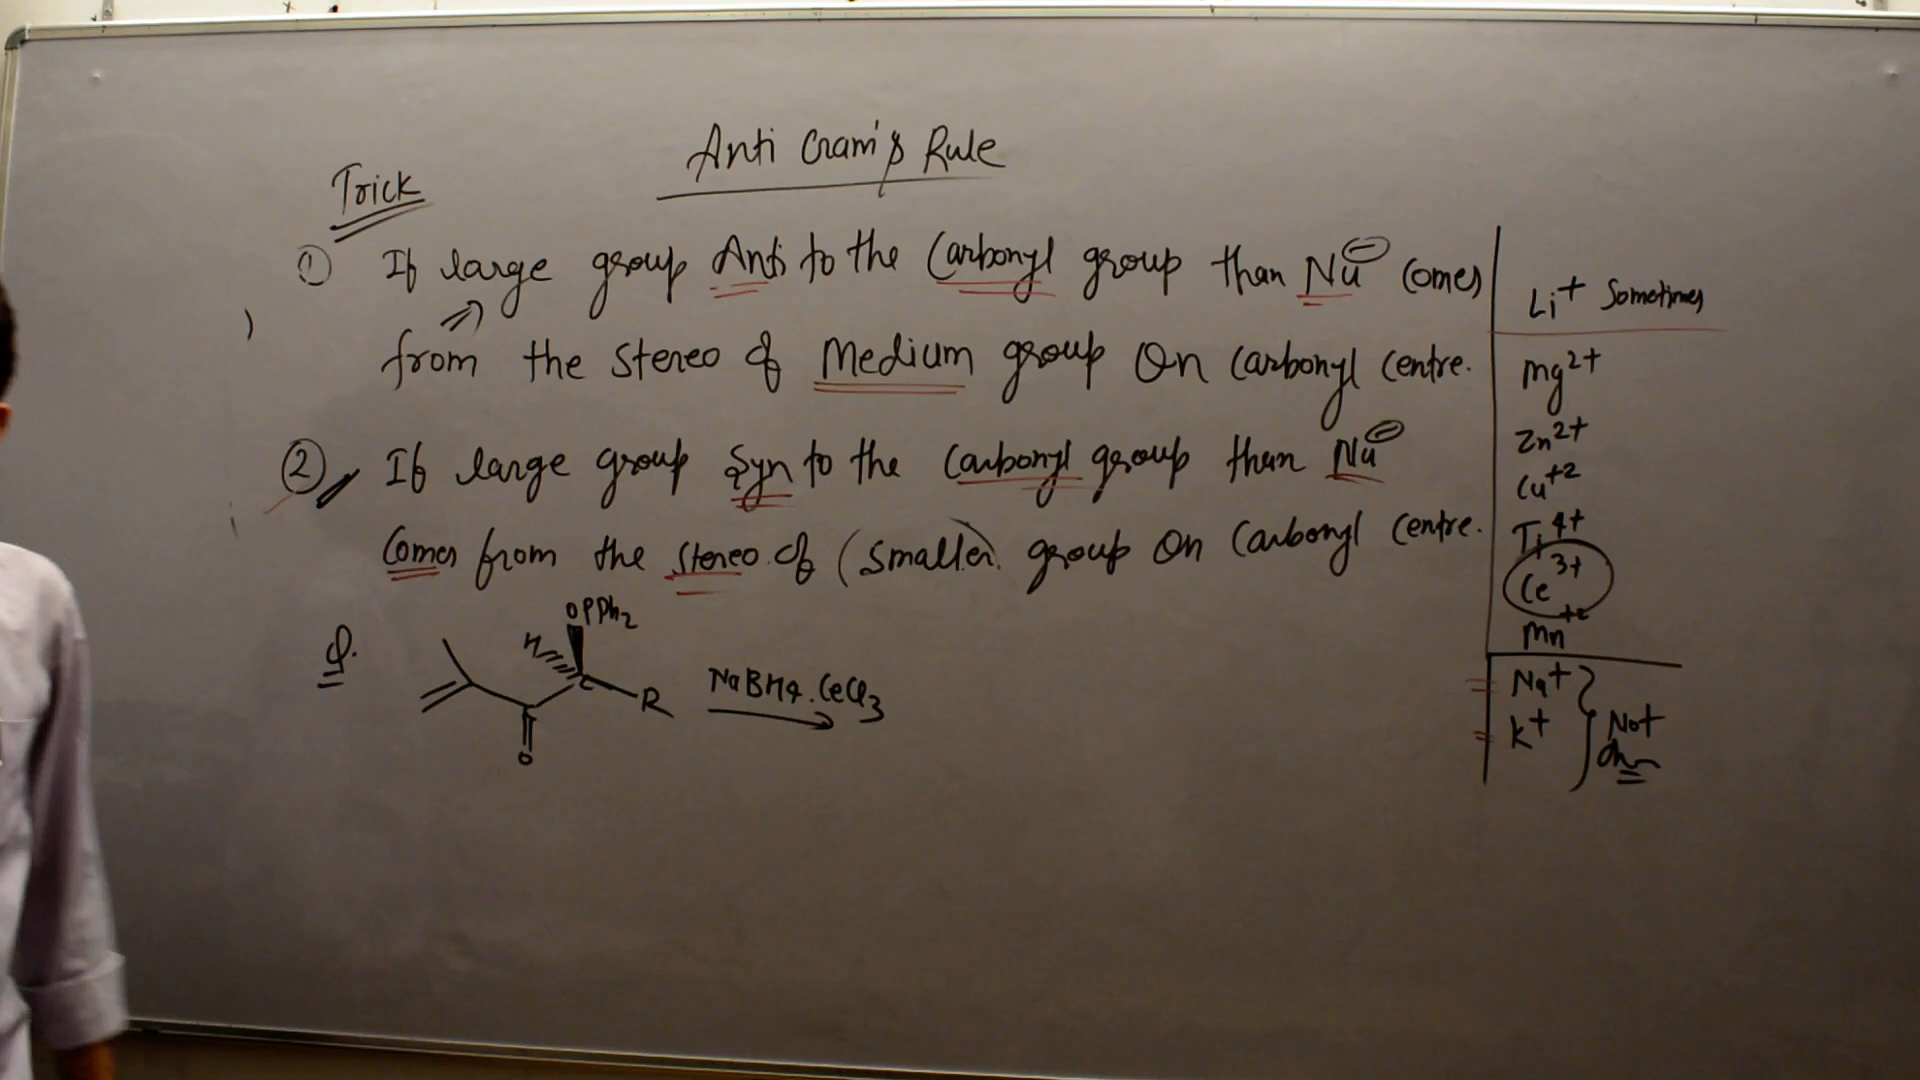 Anti Cram's Rule
Trick
① If large group Anti to the Carbonyl group than Nu⊖ Comes
from the stereo of Medium group On Carbonyl Centre.
② If large group Syn to the Carbonyl group than Nu⊖
Comes from the stereo of (smaller) group On Carbonyl Centre.
Q.
OPPh2
H
R
O
NaBH4.CeCl3
Li+ Sometimes
Mg2+
Zn2+
Cu+2
Ti4+
Ce3+
Mn+2
Na+
K+
Not